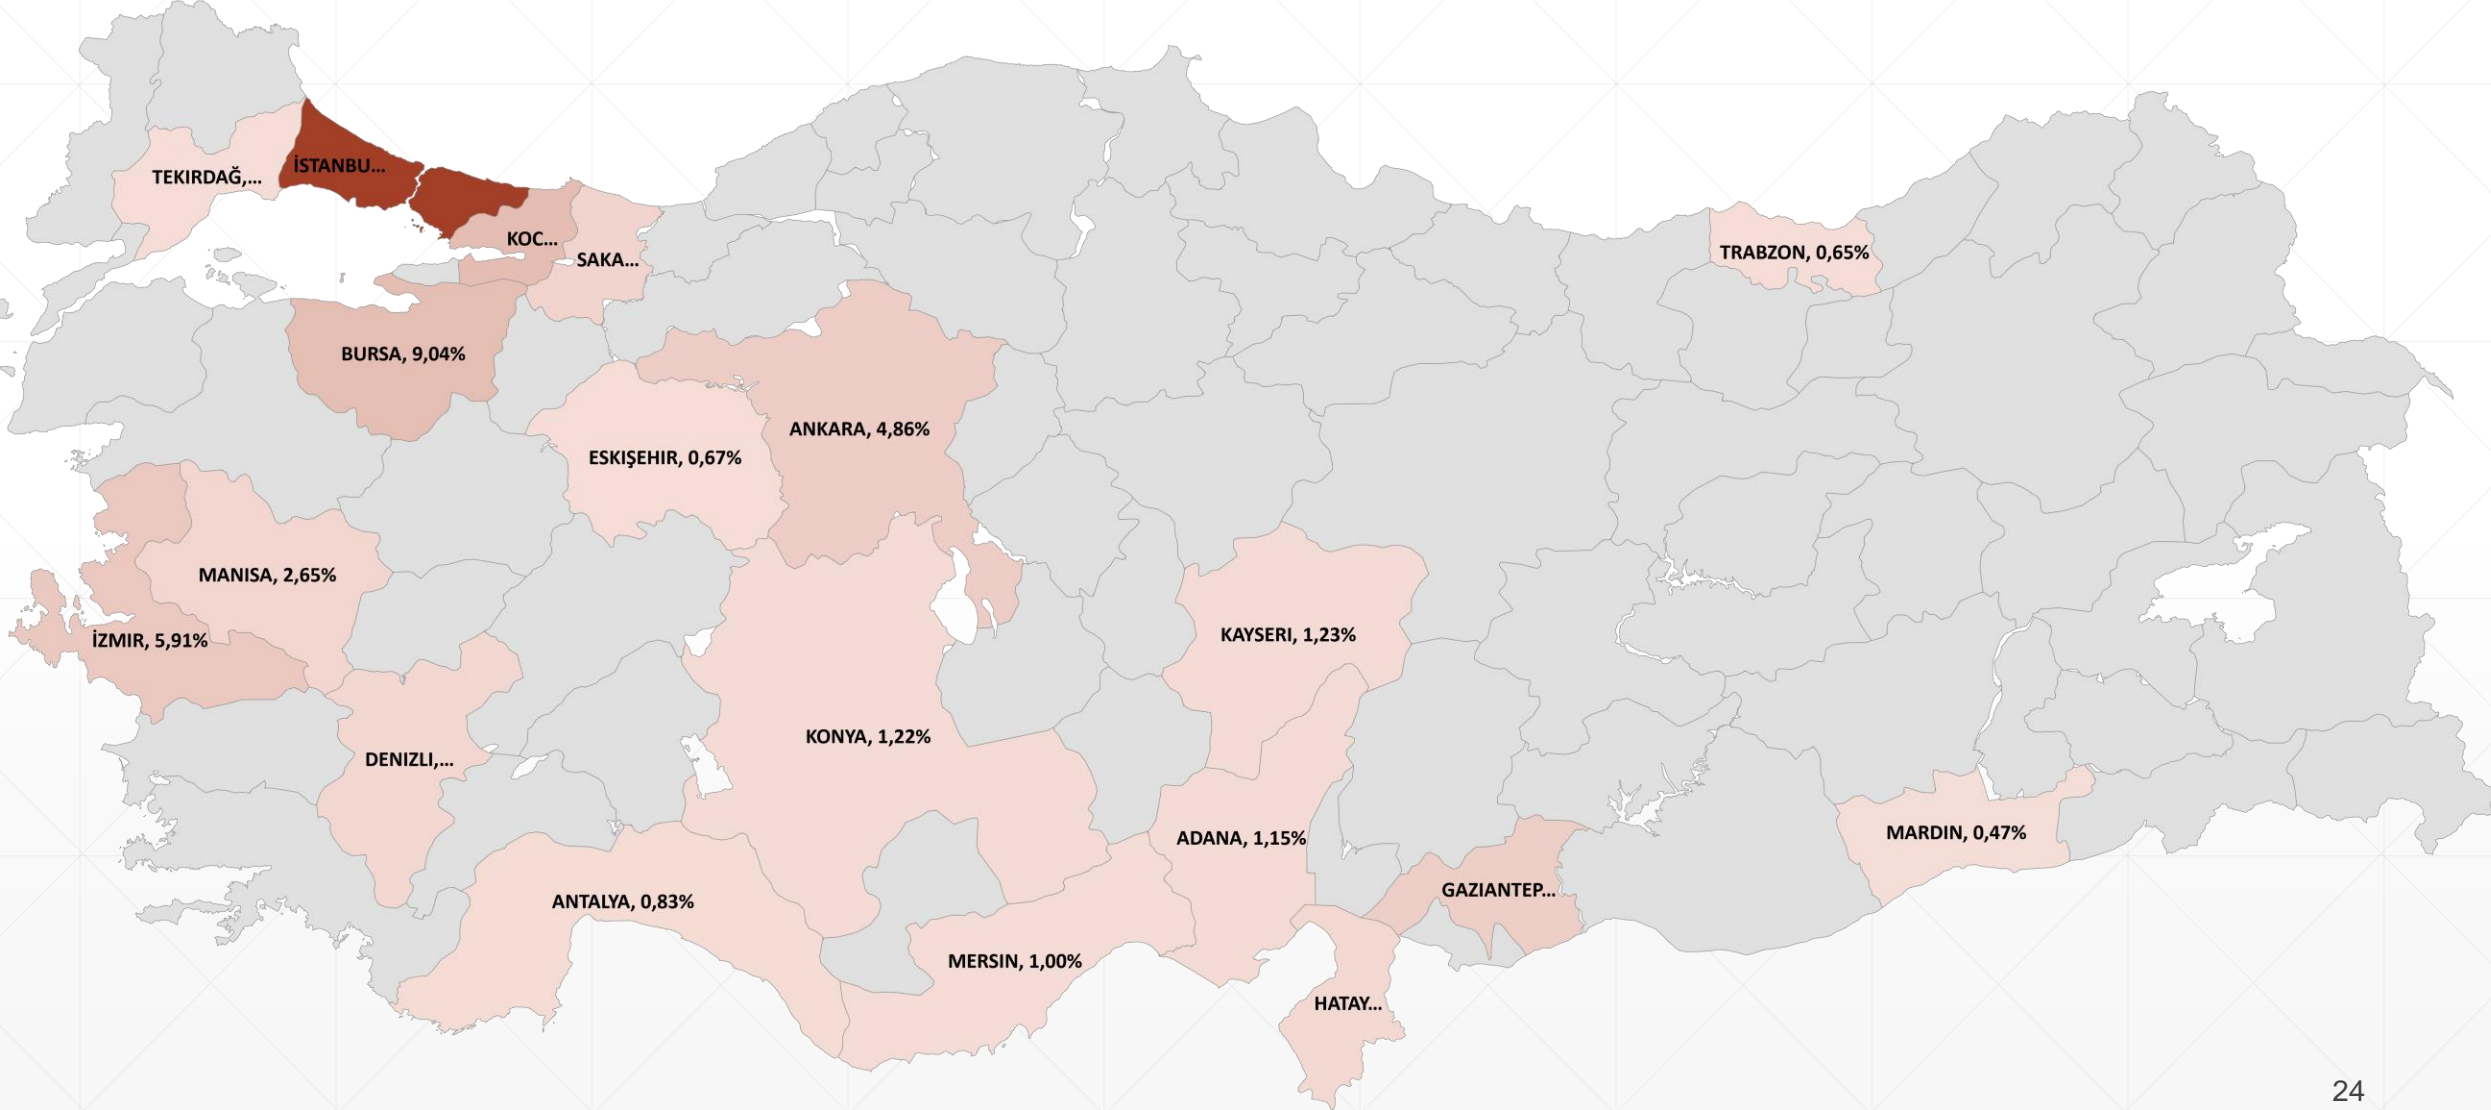 İSTANBU...
TEKIRDAĞ,...
KOC...
SAKA...
TRABZON, 0,65%
BURSA, 9,04%
ANKARA, 4,86%
ESKIŞEHIR, 0,67%
MANISA, 2,65%
İZMIR, 5,91%
KAYSERI, 1,23%
KONYA, 1,22%
DENIZLI,...
ADANA, 1,15%
MARDIN, 0,47%
GAZIANTEP...
ANTALYA, 0,83%
MERSIN, 1,00%
HATAY...
24